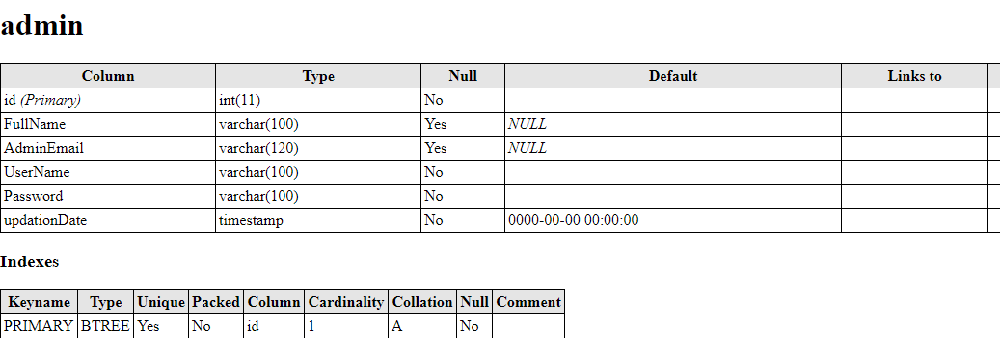 admin
Column Type Null Default Links to
id (Primary) int(11) No
FullName varchar(100) Yes NULL
AdminEmail varchar(120) Yes NULL
UserName varchar(100) No
Password varchar(100) No
updationDate timestamp No 0000-00-00 00:00:00
Indexes
Keyname Type Unique Packed Column Cardinality Collation Null Comment
PRIMARY BTREE Yes No id 1 A No